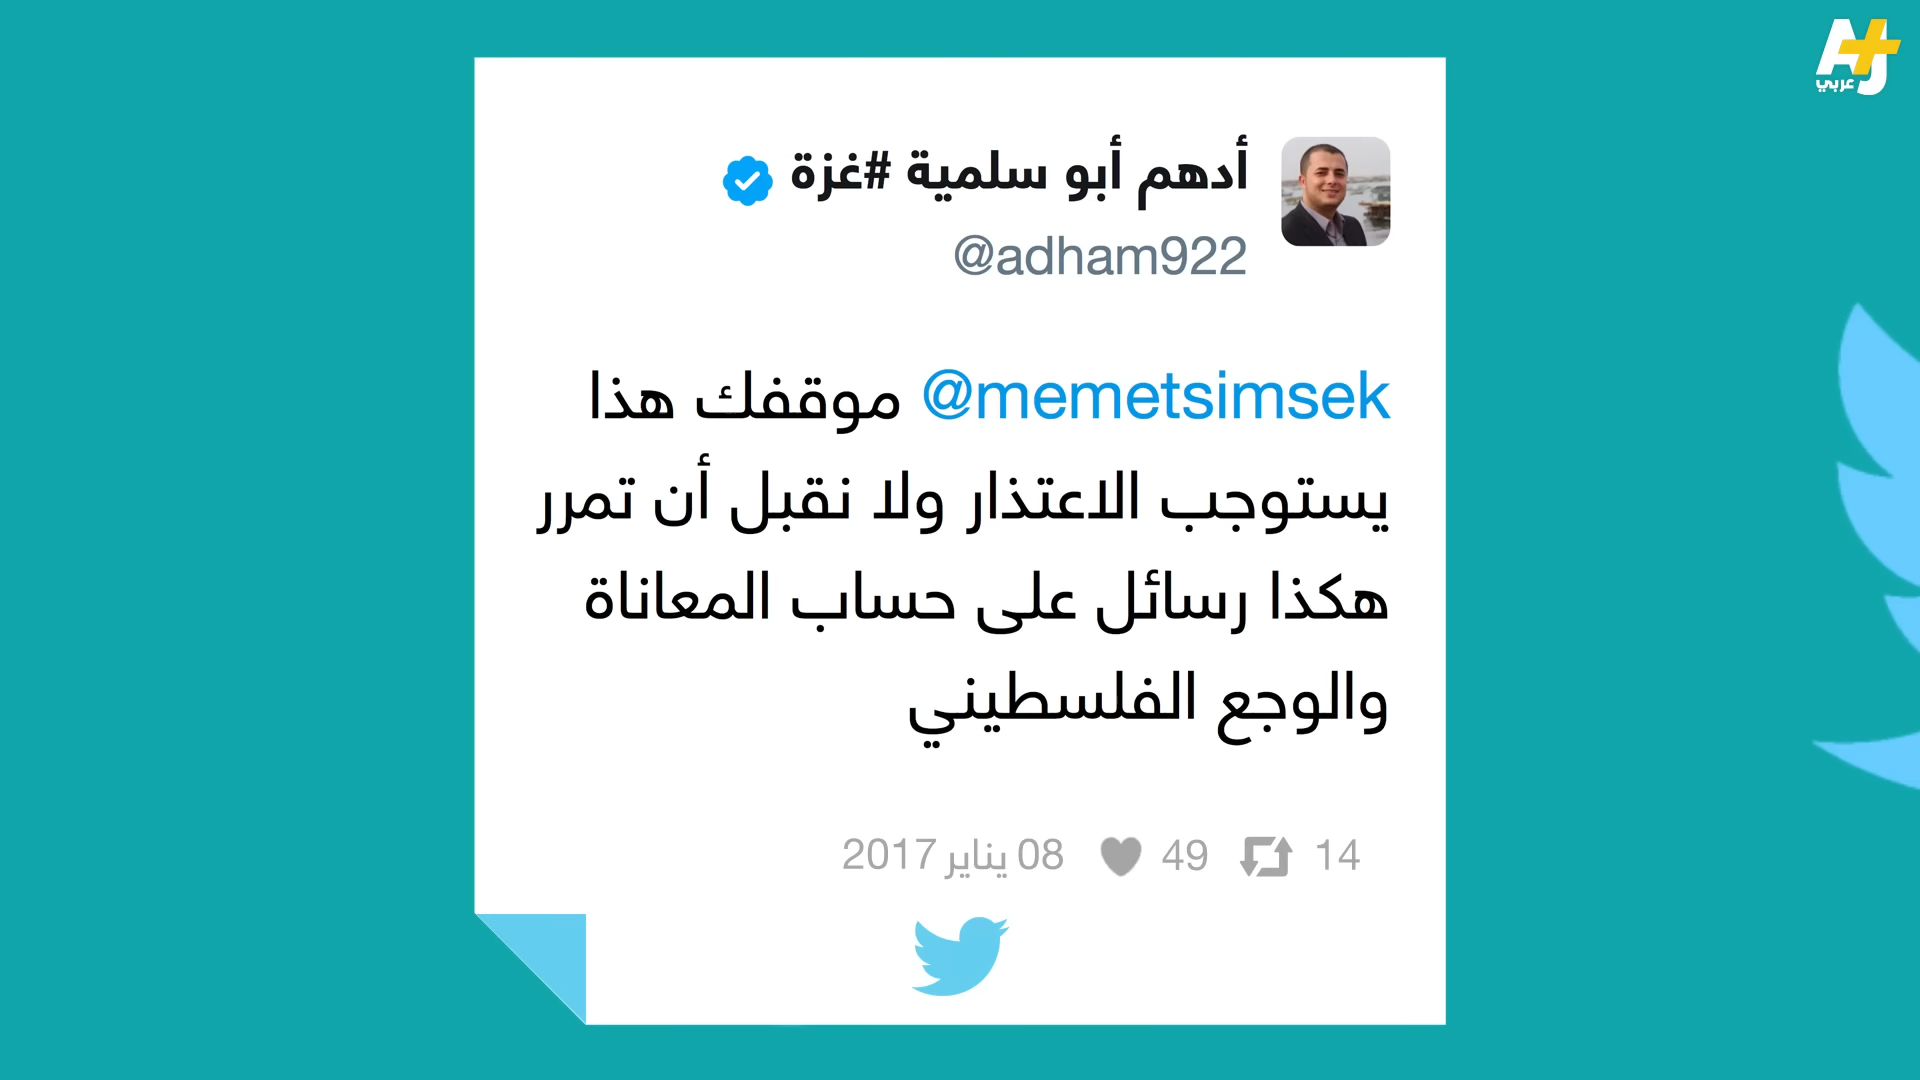 AJ+
عربي
أدهم أبو سلمية #غزة
@adham922
@memetsimsek موقفك هذا
يستوجب الاعتذار ولا نقبل أن تمرر
هكذا رسائل على حساب المعاناة
والوجع الفلسطيني
14 49 08 يناير 2017